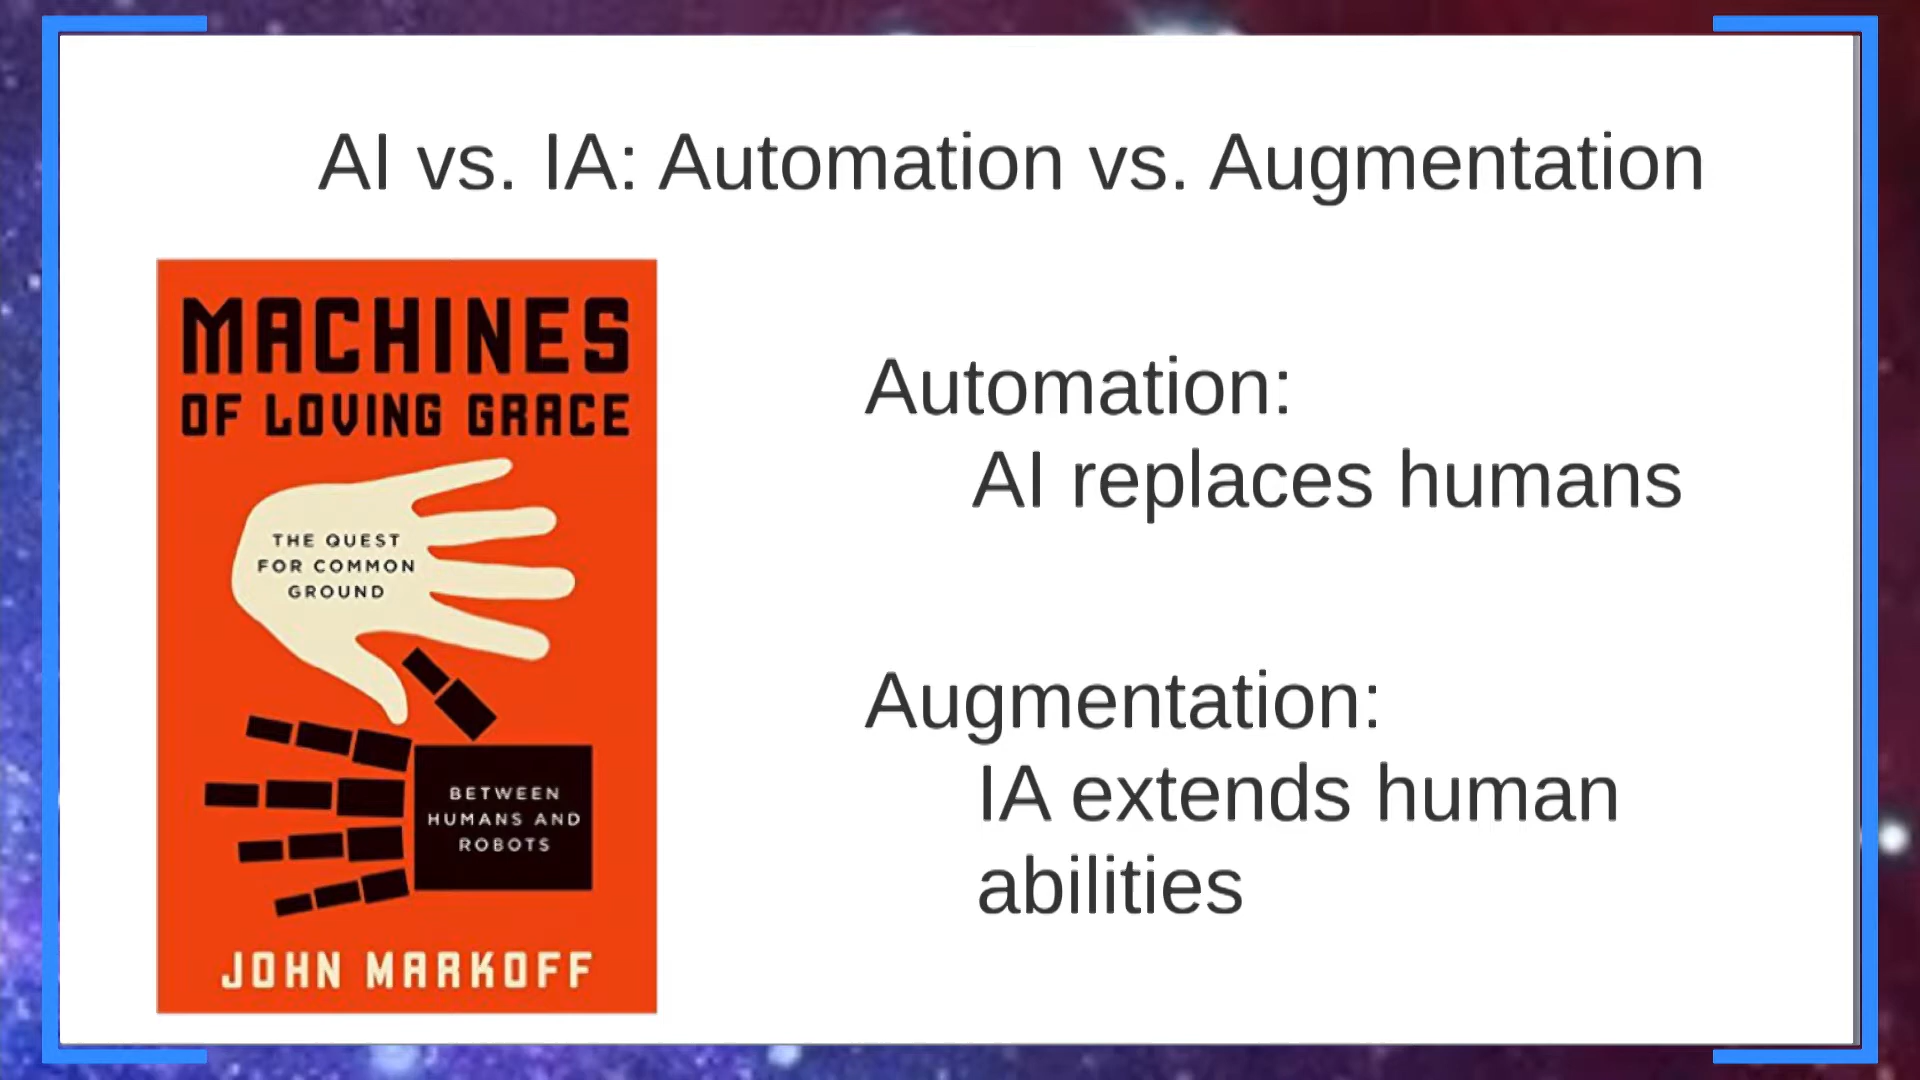 AI vs. IA: Automation vs. Augmentation
MACHINES
OF LOVING GRACE
THE QUEST
FOR COMMON
GROUND
BETWEEN
HUMANS AND
ROBOTS
JOHN MARKOFF
Automation:
AI replaces humans
Augmentation:
IA extends human
abilities